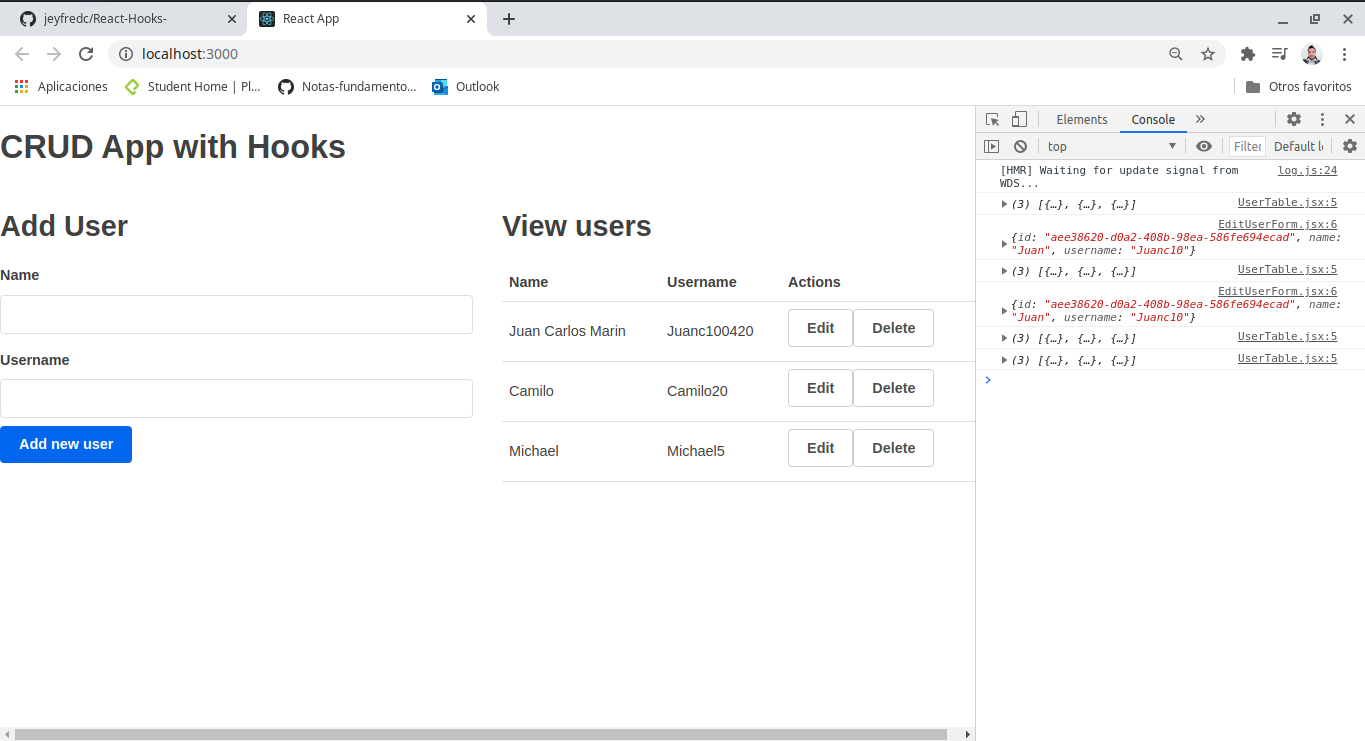 jeyfredc/React-Hooks-
React App
localhost:3000
Aplicaciones
Student Home | Pl...
Notas-fundamento...
Outlook
Otros favoritos
CRUD App with Hooks
Add User
Name
Username
Add new user
View users
Name Username Actions
Juan Carlos Marin Juanc100420 Edit Delete
Camilo Camilo20 Edit Delete
Michael Michael5 Edit Delete
Elements Console
top Filter Default l
[HMR] Waiting for update signal from log.js:24
WDS...
(3) [{…}, {…}, {…}] UserTable.jsx:5
EditUserForm.jsx:6
{id: "aee38620-d0a2-408b-98ea-586fe694ecad", name:
"Juan", username: "Juanc10"}
(3) [{…}, {…}, {…}] UserTable.jsx:5
EditUserForm.jsx:6
{id: "aee38620-d0a2-408b-98ea-586fe694ecad", name:
"Juan", username: "Juanc10"}
(3) [{…}, {…}, {…}] UserTable.jsx:5
(3) [{…}, {…}, {…}] UserTable.jsx:5